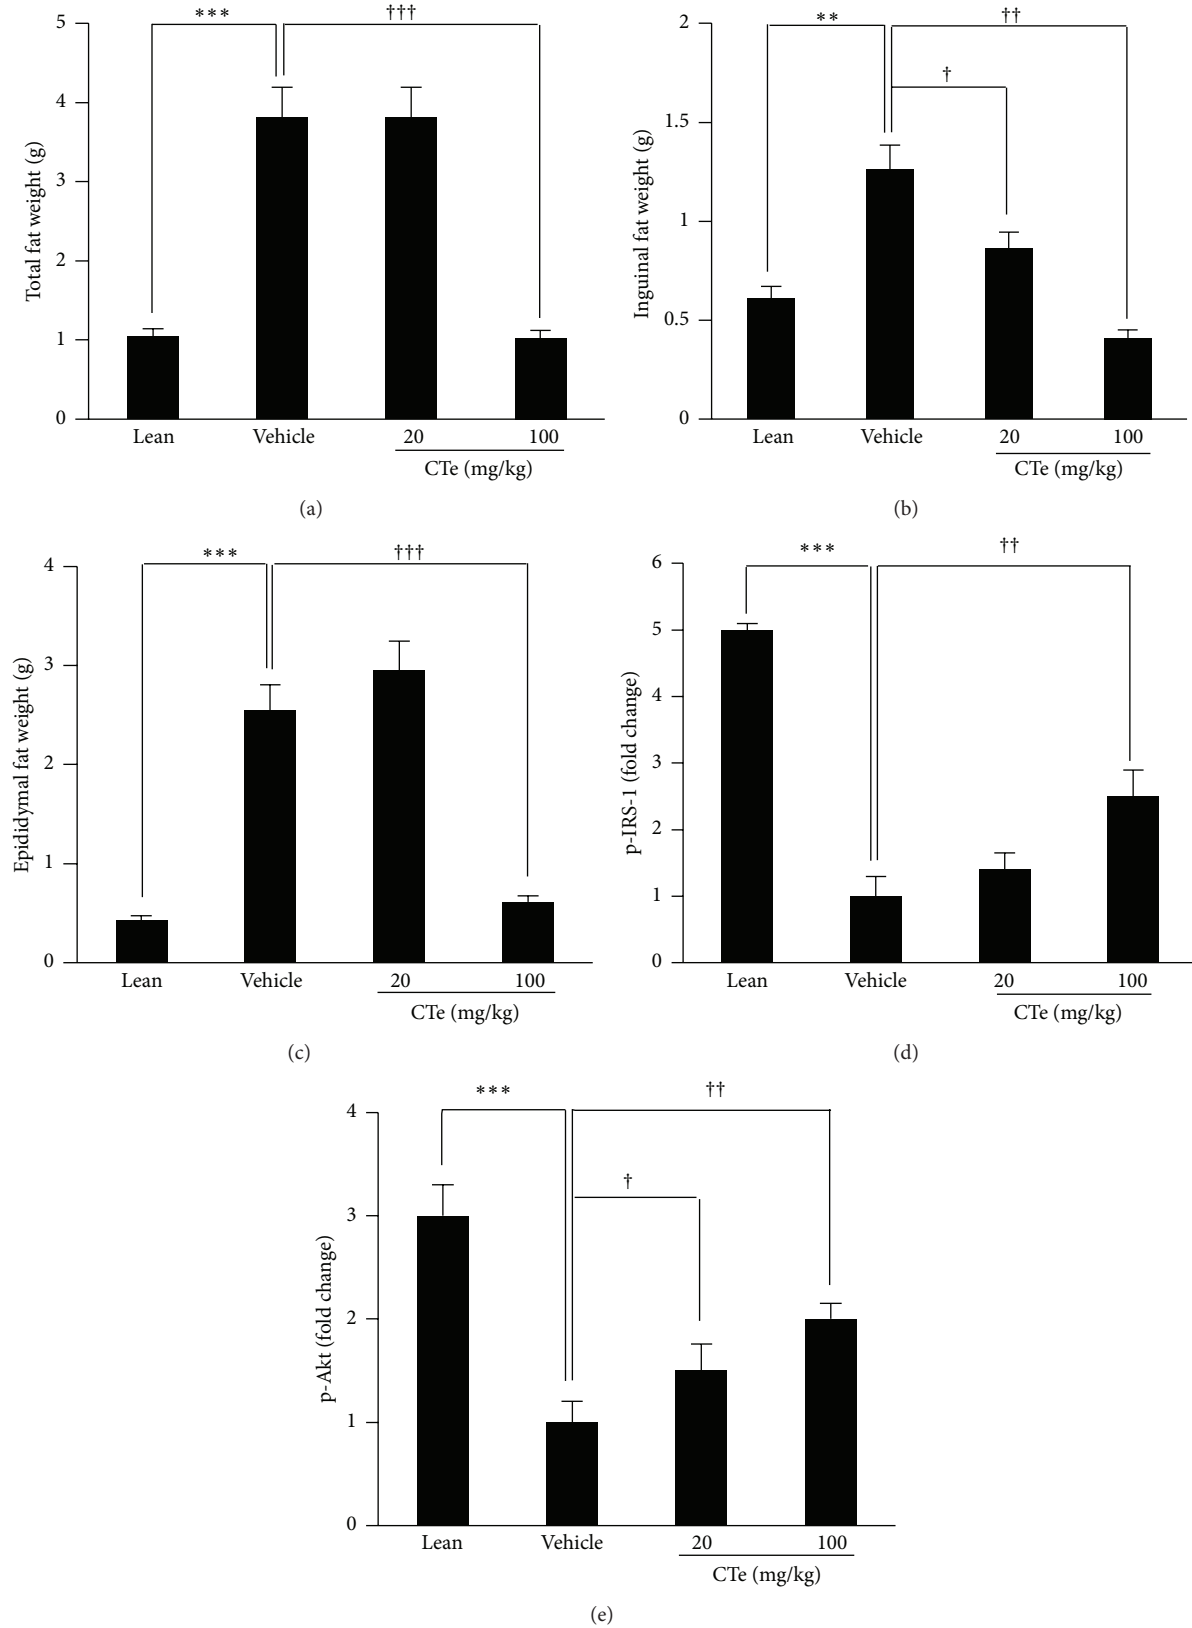 *** †††
Total fat weight (g)
5
4
3
2
1
0
Lean Vehicle 20 100
CTe (mg/kg)
(a)
** ††
†
Inguinal fat weight (g)
2
1.5
1
0.5
0
Lean Vehicle 20 100
CTe (mg/kg)
(b)
*** †††
Epididymal fat weight (g)
4
3
2
1
0
Lean Vehicle 20 100
CTe (mg/kg)
(c)
*** ††
p-IRS-1 (fold change)
6
5
4
3
2
1
0
Lean Vehicle 20 100
CTe (mg/kg)
(d)
*** ††
†
p-Akt (fold change)
4
3
2
1
0
Lean Vehicle 20 100
CTe (mg/kg)
(e)